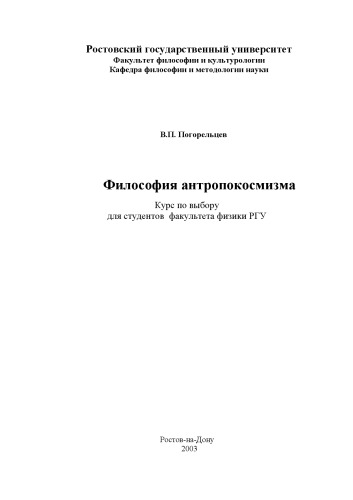 Ростовский государственный университет
Факультет философии и культурологии
Кафедра философии и методологии науки
В.П. Погорельцев
Философия антропокосмизма
Курс по выбору
для студентов факультета физики РГУ
Ростов-на-Дону
2003